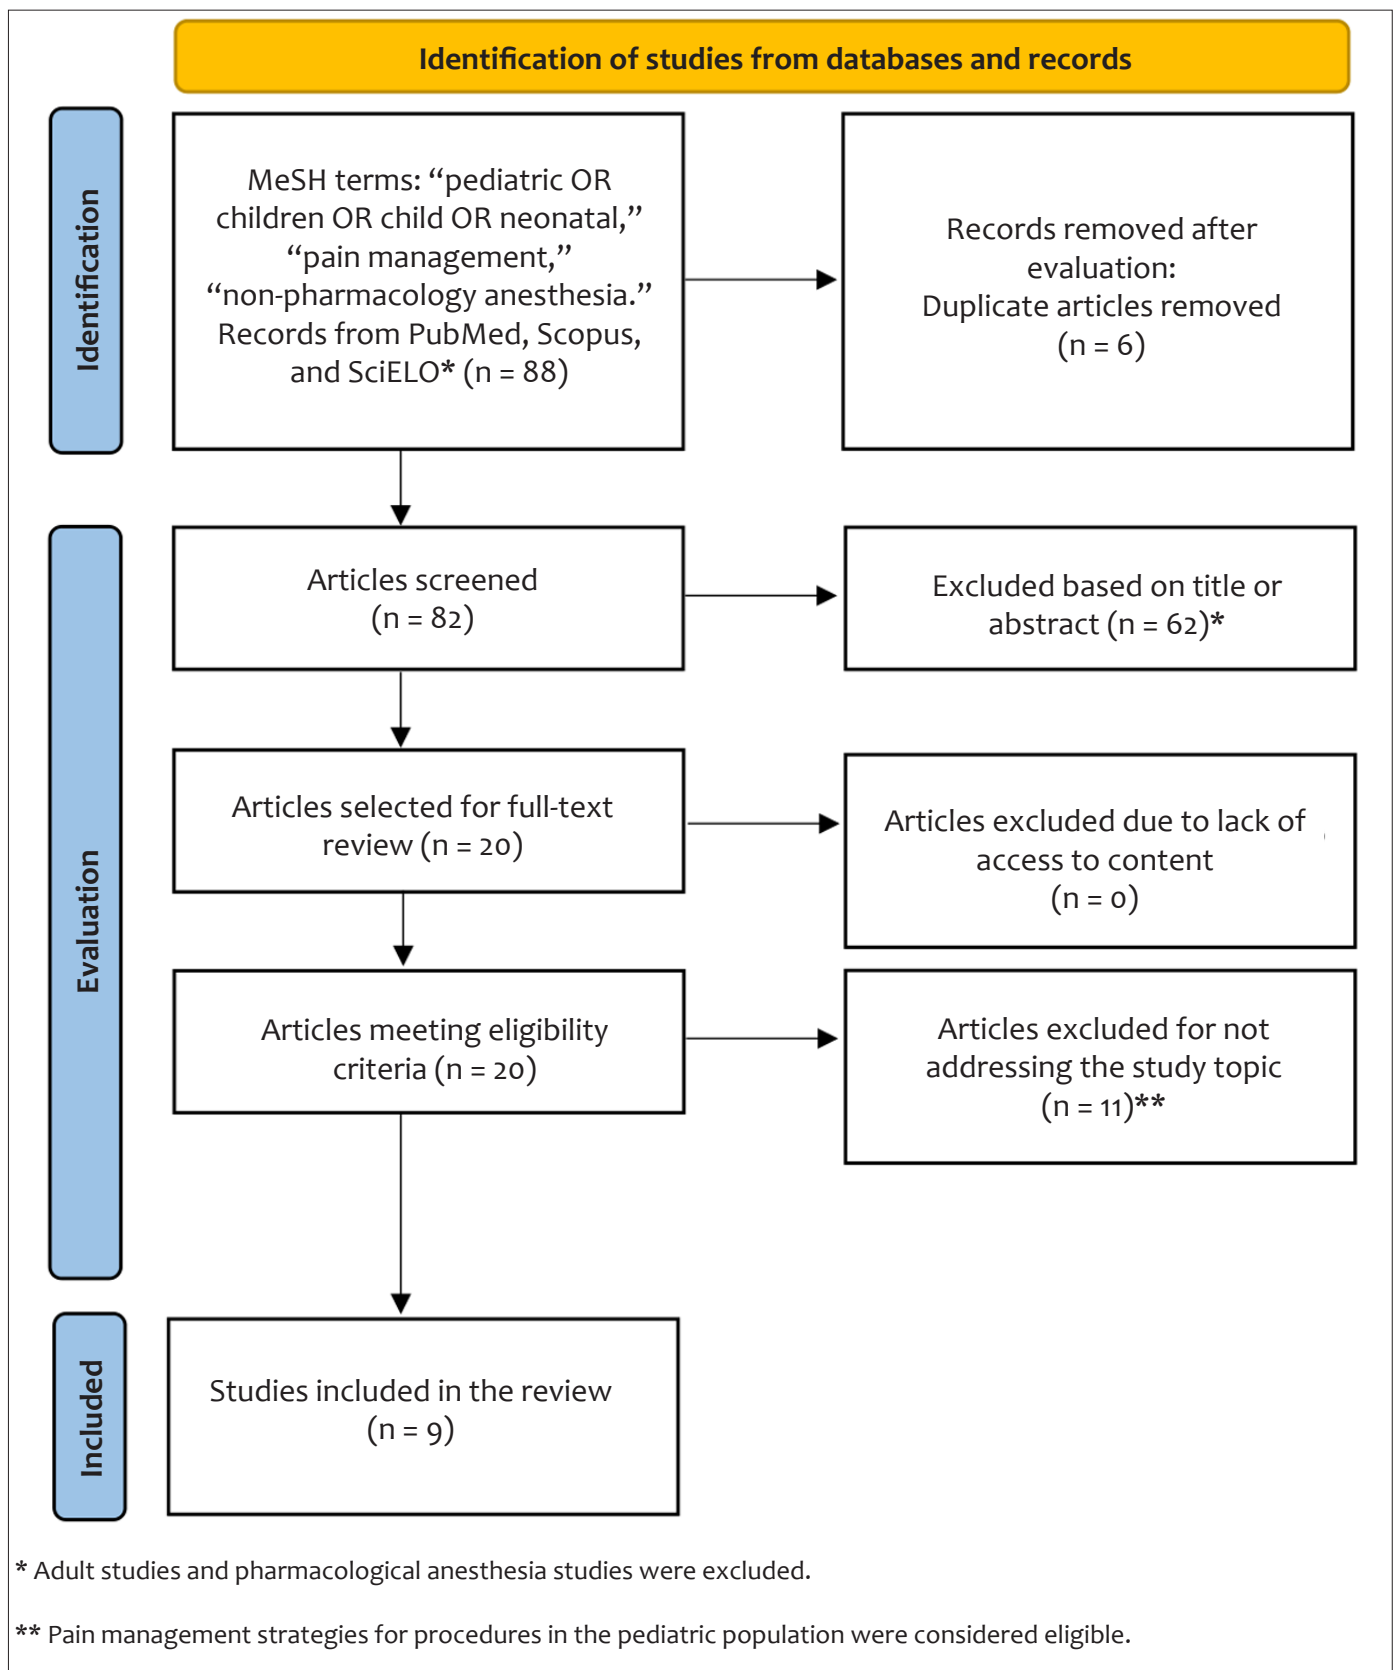 Identification of studies from databases and records
Identification
MeSH terms: “pediatric OR
children OR child OR neonatal,”
“pain management,”
“non-pharmacology anesthesia.”
Records from PubMed, Scopus,
and SciELO* (n = 88)
Records removed after
evaluation:
Duplicate articles removed
(n = 6)
Evaluation
Articles screened
(n = 82)
Excluded based on title or
abstract (n = 62)*
Articles selected for full-text
review (n = 20)
Articles excluded due to lack of
access to content
(n = 0)
Articles meeting eligibility
criteria (n = 20)
Articles excluded for not
addressing the study topic
(n = 11)**
Included
Studies included in the review
(n = 9)
* Adult studies and pharmacological anesthesia studies were excluded.
** Pain management strategies for procedures in the pediatric population were considered eligible.